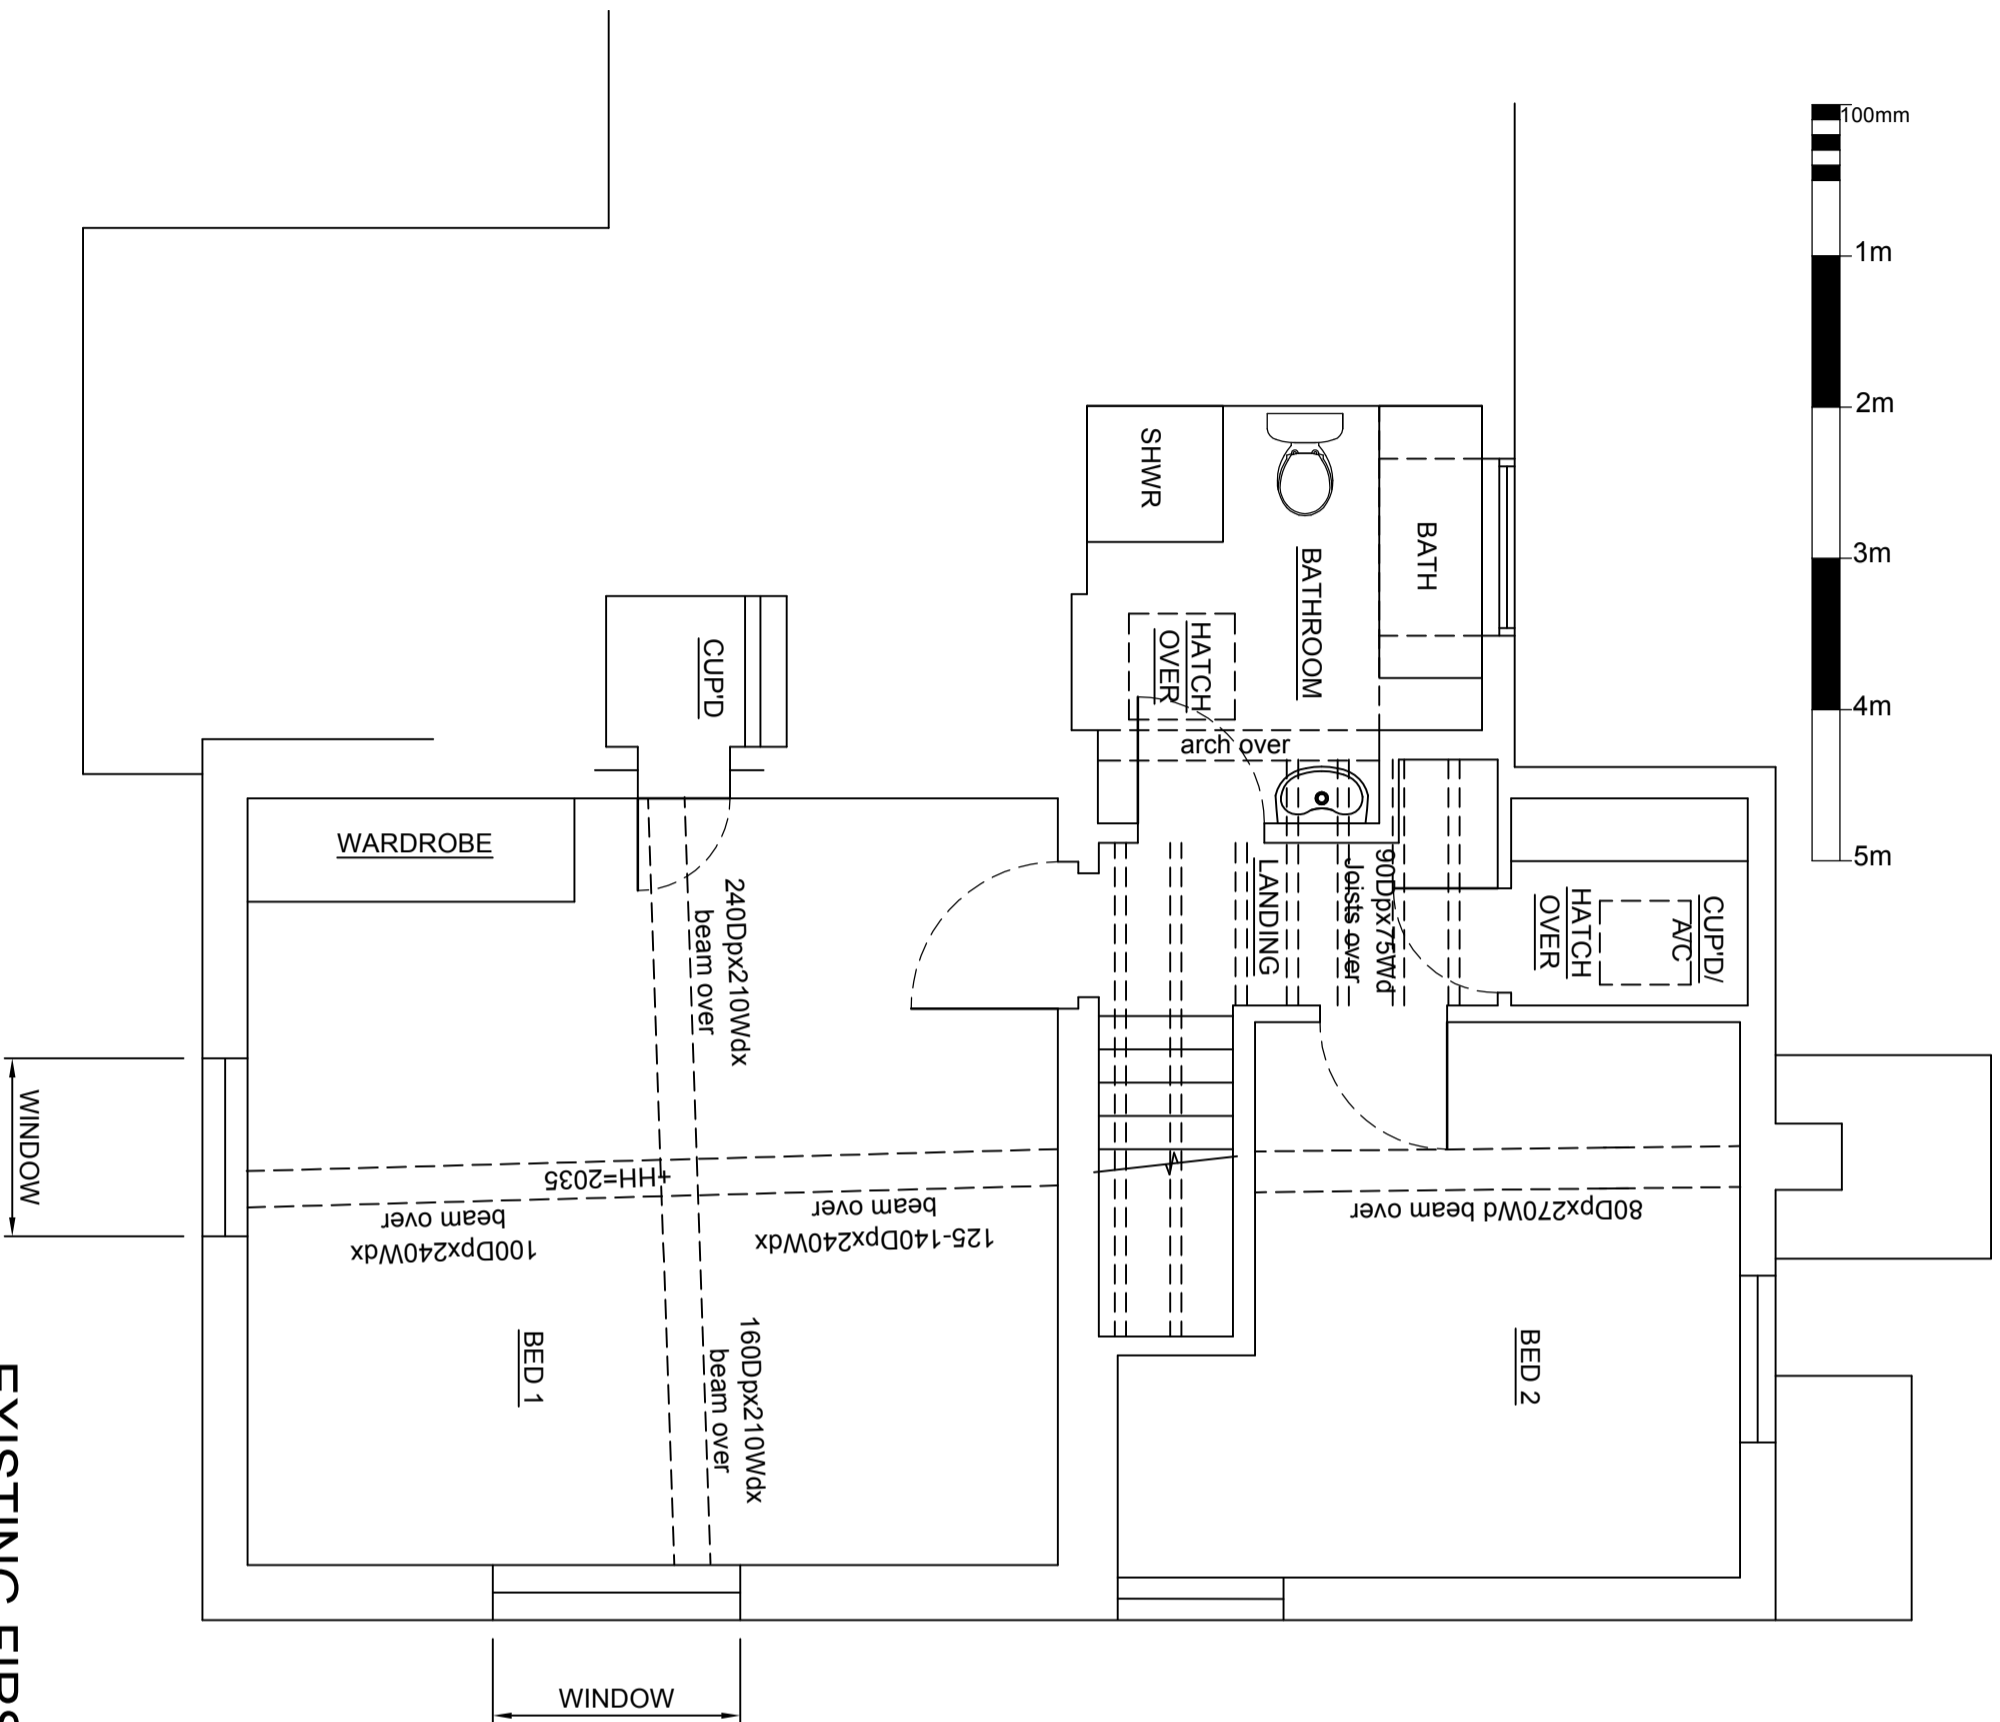 100mm
1m
2m
3m
4m
5m
SHWR
BATH
BATHROOM
HATCH
OVER
arch over
CUP'D
WARDROBE
240Dpx210Wdx
beam over
LANDING
90Dpx75Wd
Joists over
CUP'D/
A/C
HATCH
OVER
WINDOW
+HH=2035
100Dpx240Wdx
beam over
125-140Dpx240Wdx
beam over
80Dpx270Wd beam over
BED 1
160Dpx210Wdx
beam over
BED 2
WINDOW
EXISTING FIRS